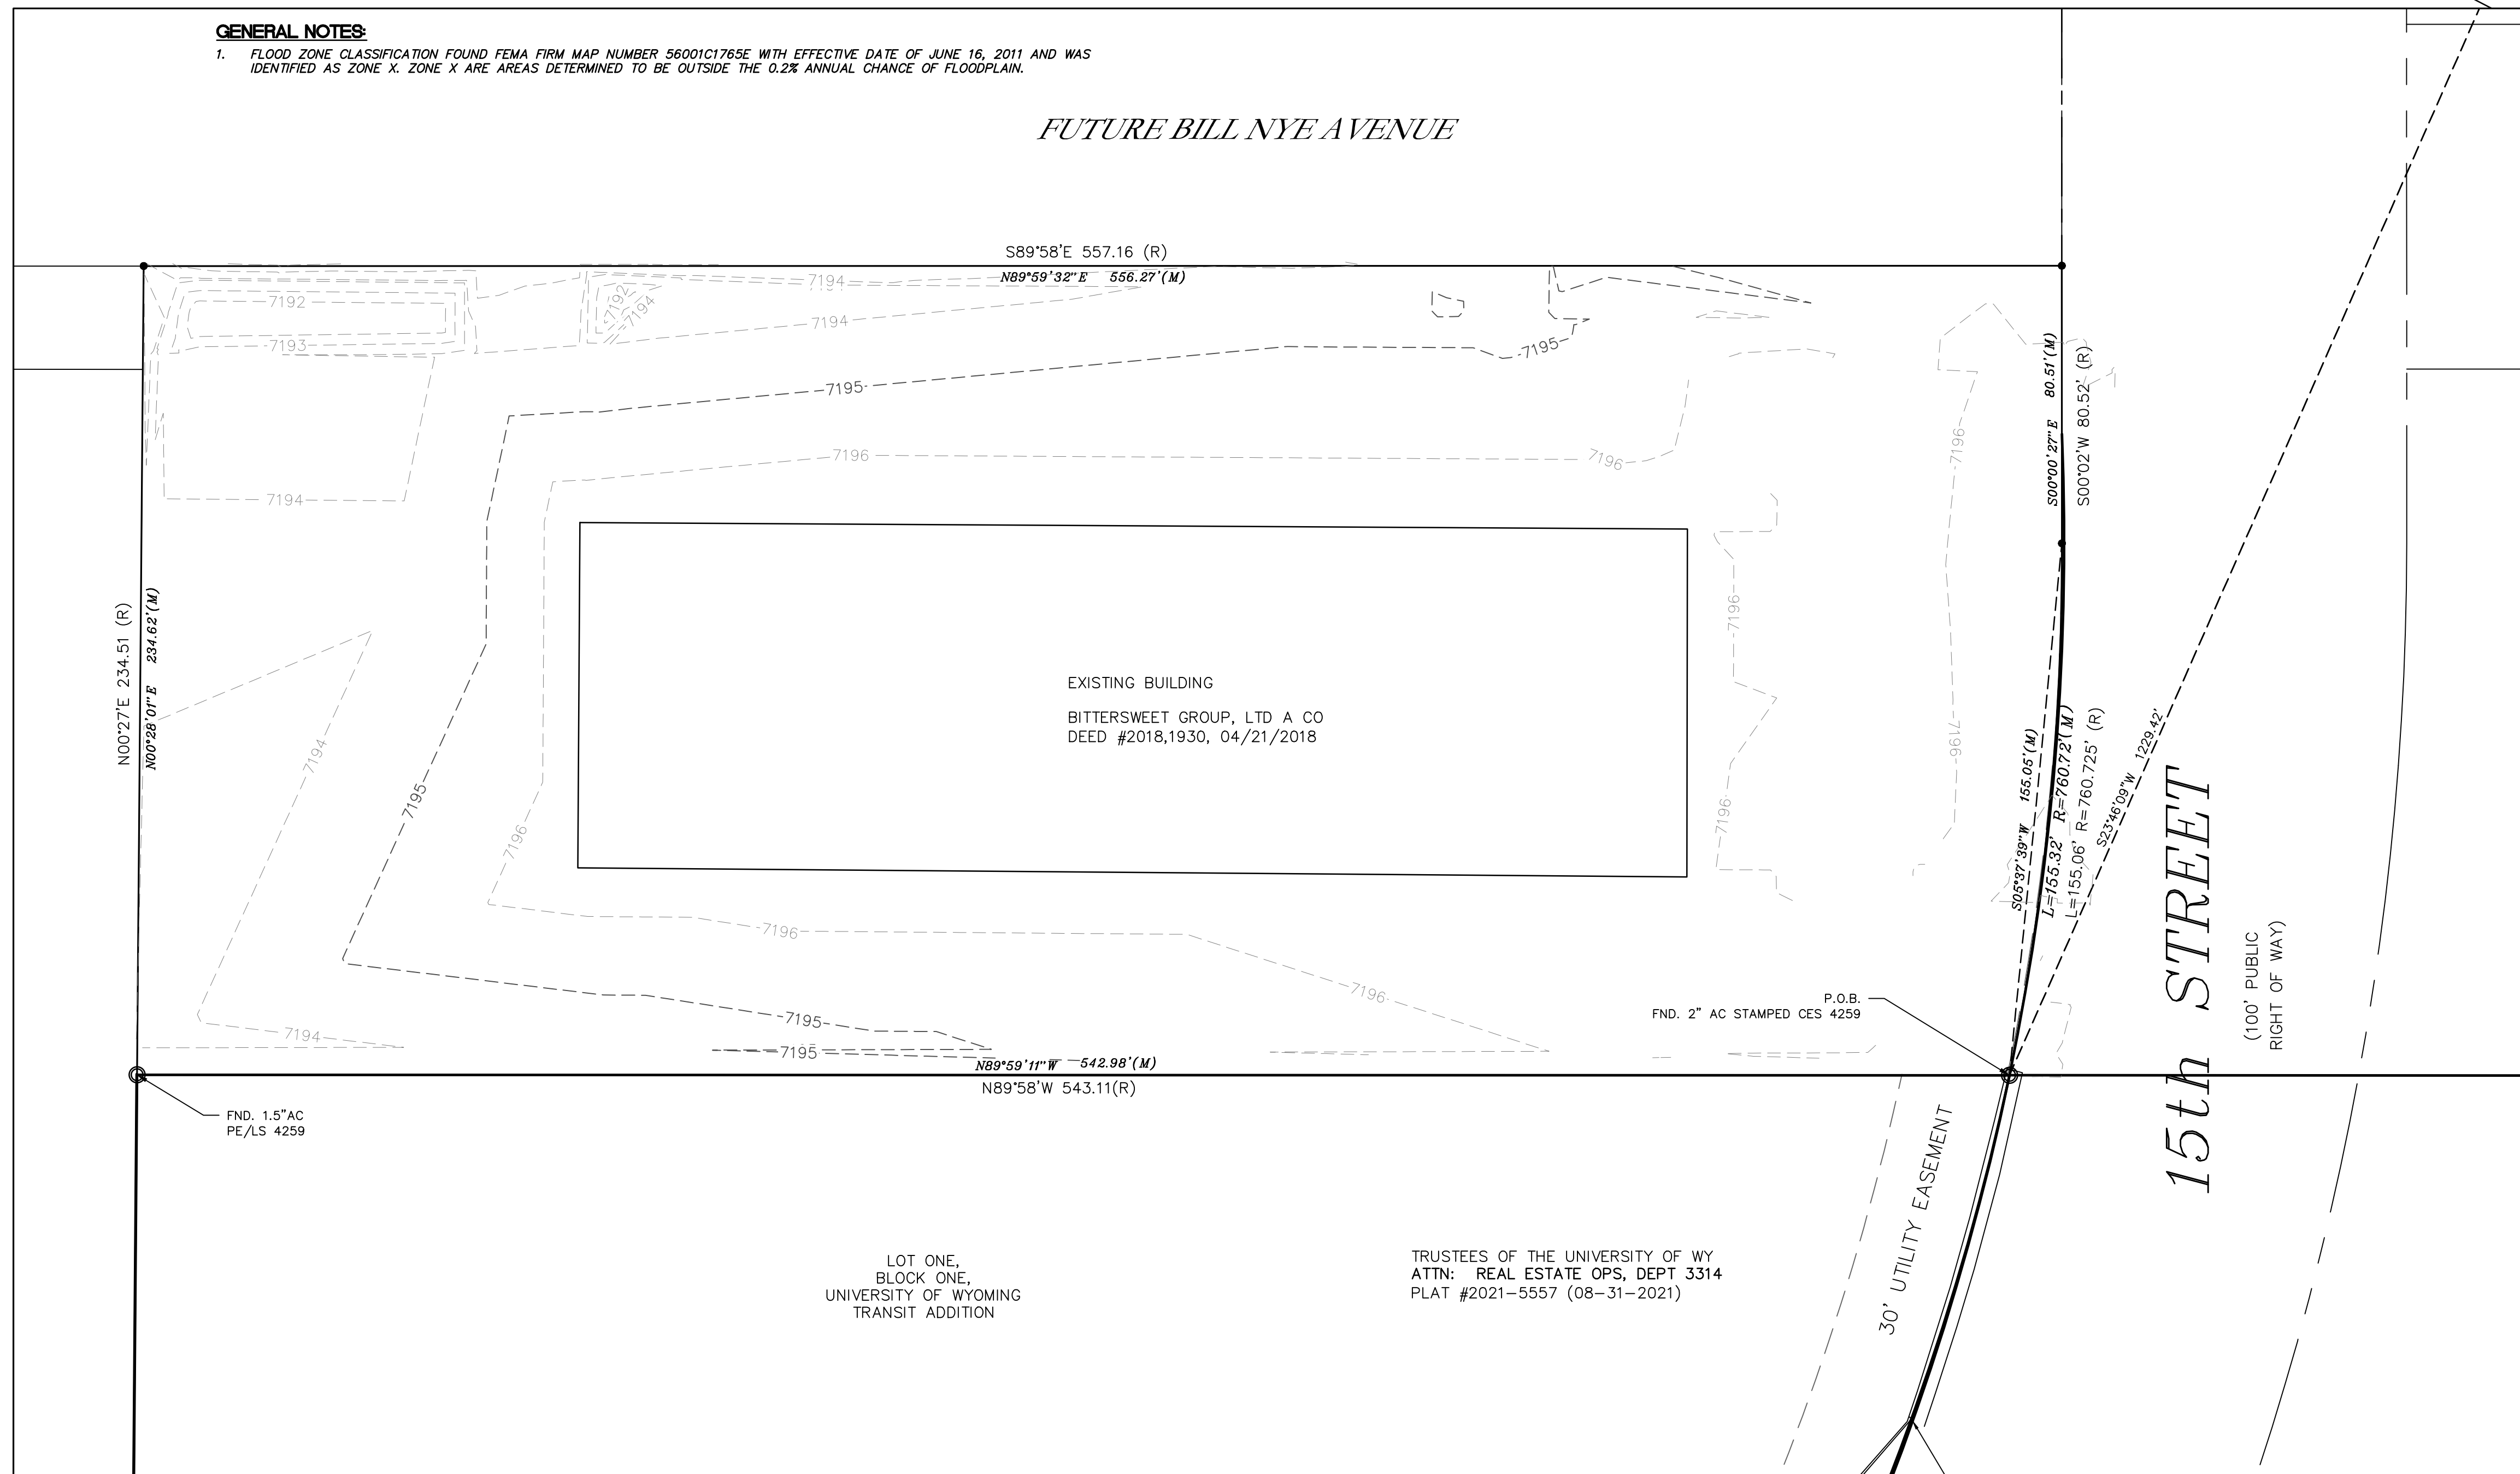 GENERAL NOTES:
1. FLOOD ZONE CLASSIFICATION FOUND FEMA FIRM MAP NUMBER 56001C1765E WITH EFFECTIVE DATE OF JUNE 16, 2011 AND WAS
IDENTIFIED AS ZONE X. ZONE X ARE AREAS DETERMINED TO BE OUTSIDE THE 0.2% ANNUAL CHANCE OF FLOODPLAIN.
FUTURE BILL NYE AVENUE
S89°58'E 557.16 (R)
N89°59'32"E 556.27'(M)
7194
7192
7192
7194
7194
7193
7195
7195
7196
7196
7196
7194
S00°00'27"E 80.51'(M)
S00°02'W 80.52' (R)
N00°27'E 234.51 (R)
N00°28'01"E 234.62'(M)
7196
EXISTING BUILDING
BITTERSWEET GROUP, LTD A CO
DEED #2018,1930, 04/21/2018
7194
7195
7196
7196
7196
S05°37'39"W 155.05'(M)
L=155.32' R=760.72'(M)
L=155.06' R=760.725' (R)
S23°46'09"W 1229.42'
15th STREET
(100' PUBLIC
RIGHT OF WAY)
7196
7196
7195
7194
7195
P.O.B.
FND. 2" AC STAMPED CES 4259
N89°59'11"W 542.98'(M)
N89°58'W 543.11(R)
FND. 1.5"AC
PE/LS 4259
30' UTILITY EASEMENT
LOT ONE,
BLOCK ONE,
UNIVERSITY OF WYOMING
TRANSIT ADDITION
TRUSTEES OF THE UNIVERSITY OF WY
ATTN: REAL ESTATE OPS, DEPT 3314
PLAT #2021-5557 (08-31-2021)